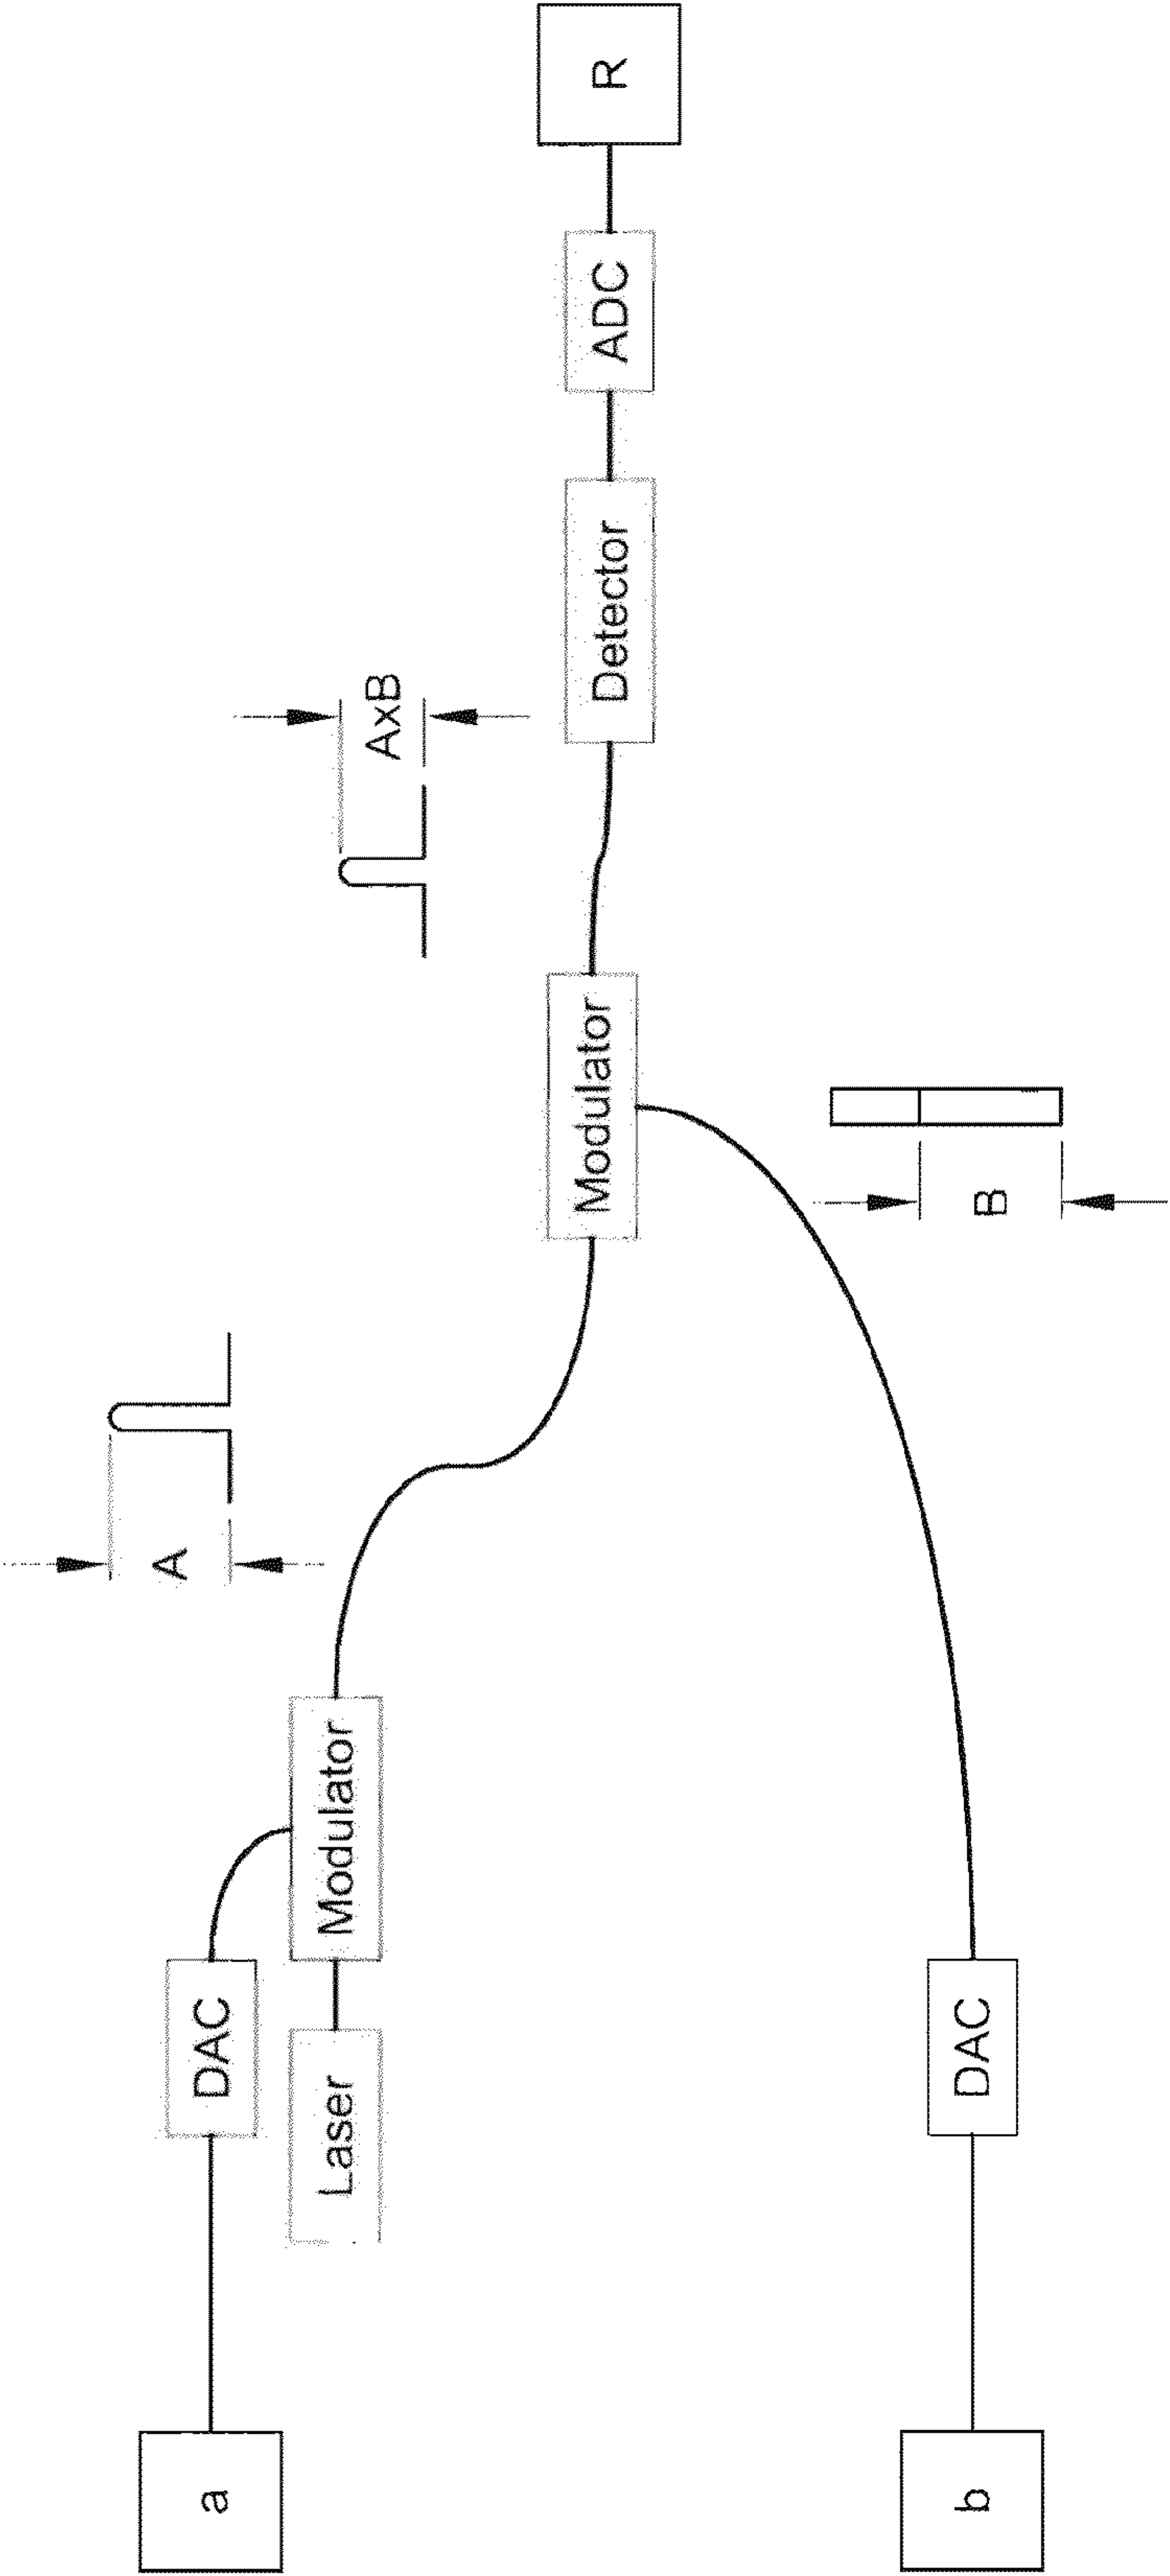 a
DAC
Laser
Modulator
A
b
DAC
Modulator
B
AxB
Detector
ADC
R